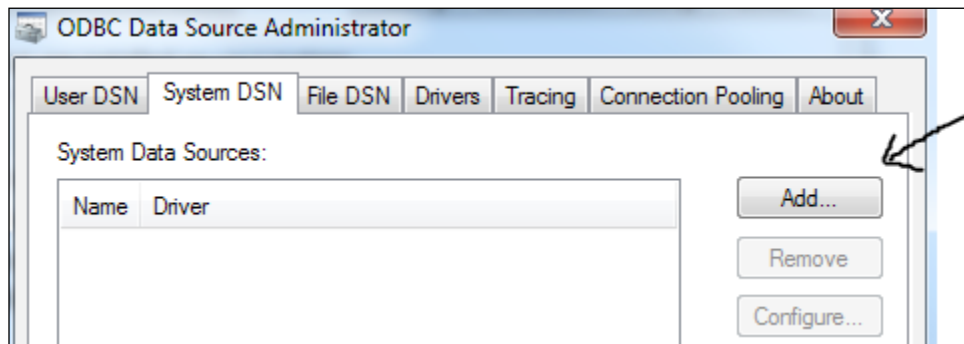 ODBC Data Source Administrator
User DSN System DSN File DSN Drivers Tracing Connection Pooling About
System Data Sources:
Name Driver
Add...
Remove
Configure...